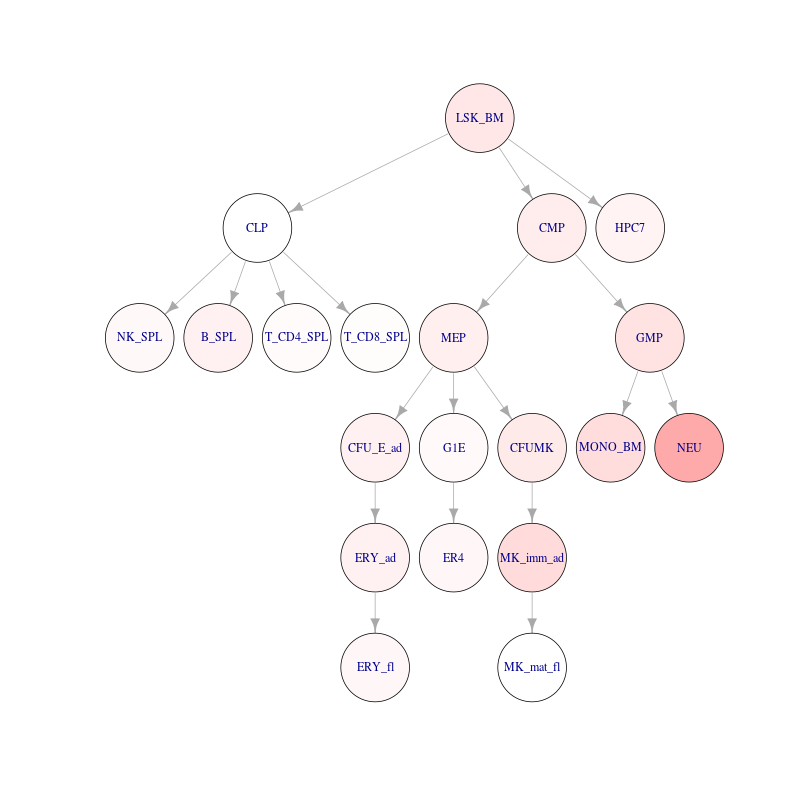 LSK_BM
CLP
CMP
HPC7
NK_SPL
B_SPL
T_CD4_SPL
T_CD8_SPL
MEP
GMP
CFU_E_ad
G1E
CFUMK
MONO_BM
NEU
ERY_ad
ER4
MK_imm_ad
ERY_fl
MK_mat_fl